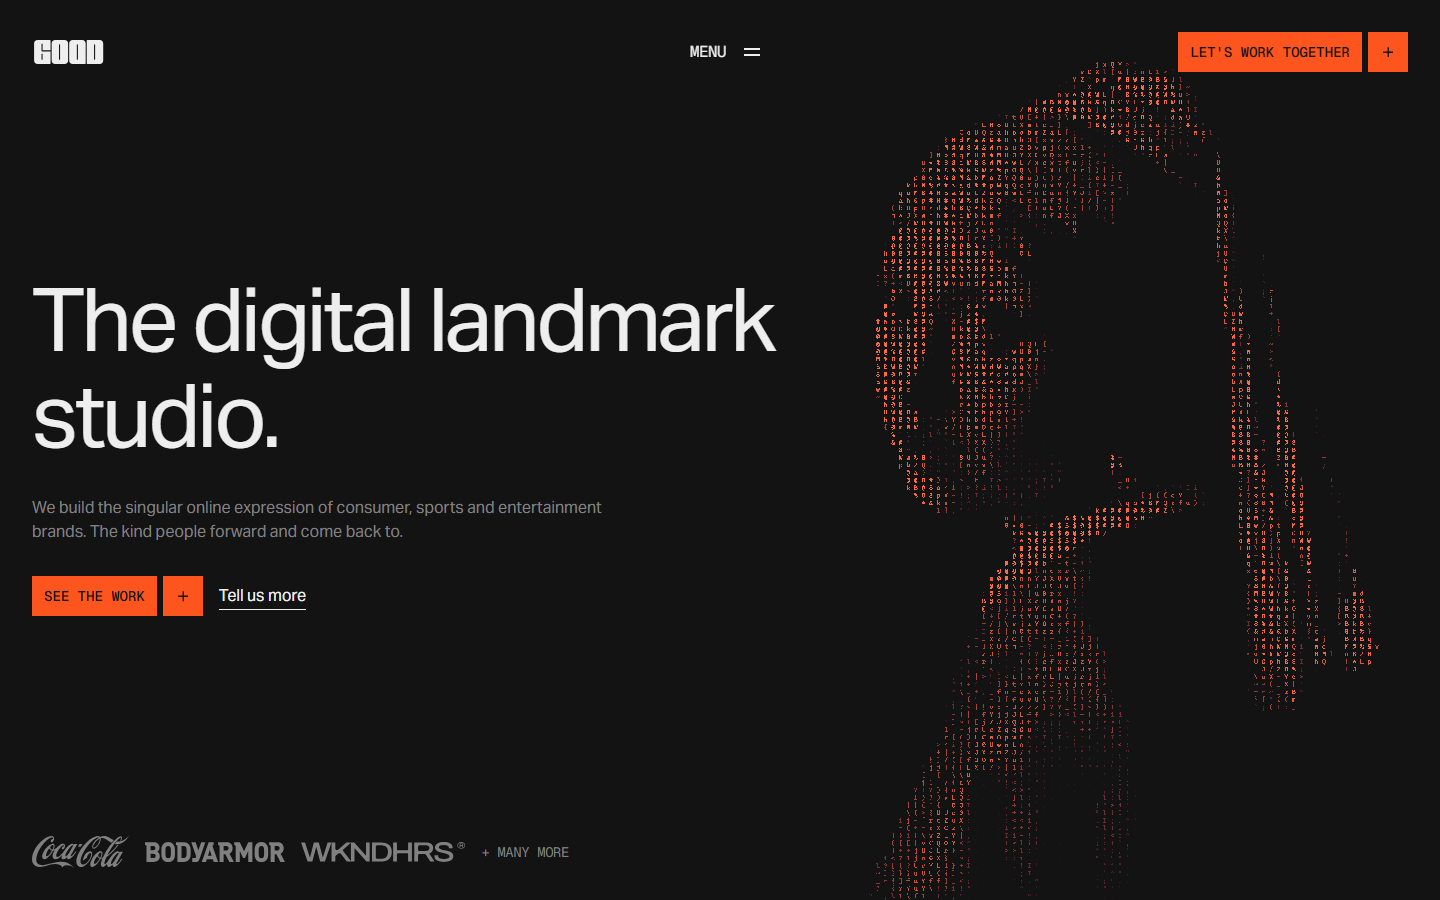 GOOD
MENU
LET'S WORK TOGETHER +
The digital landmark
studio.
We build the singular online expression of consumer, sports and entertainment
brands. The kind people forward and come back to.
SEE THE WORK +
Tell us more
Coca-Cola BODYARMOR WKNDHRS® + MANY MORE